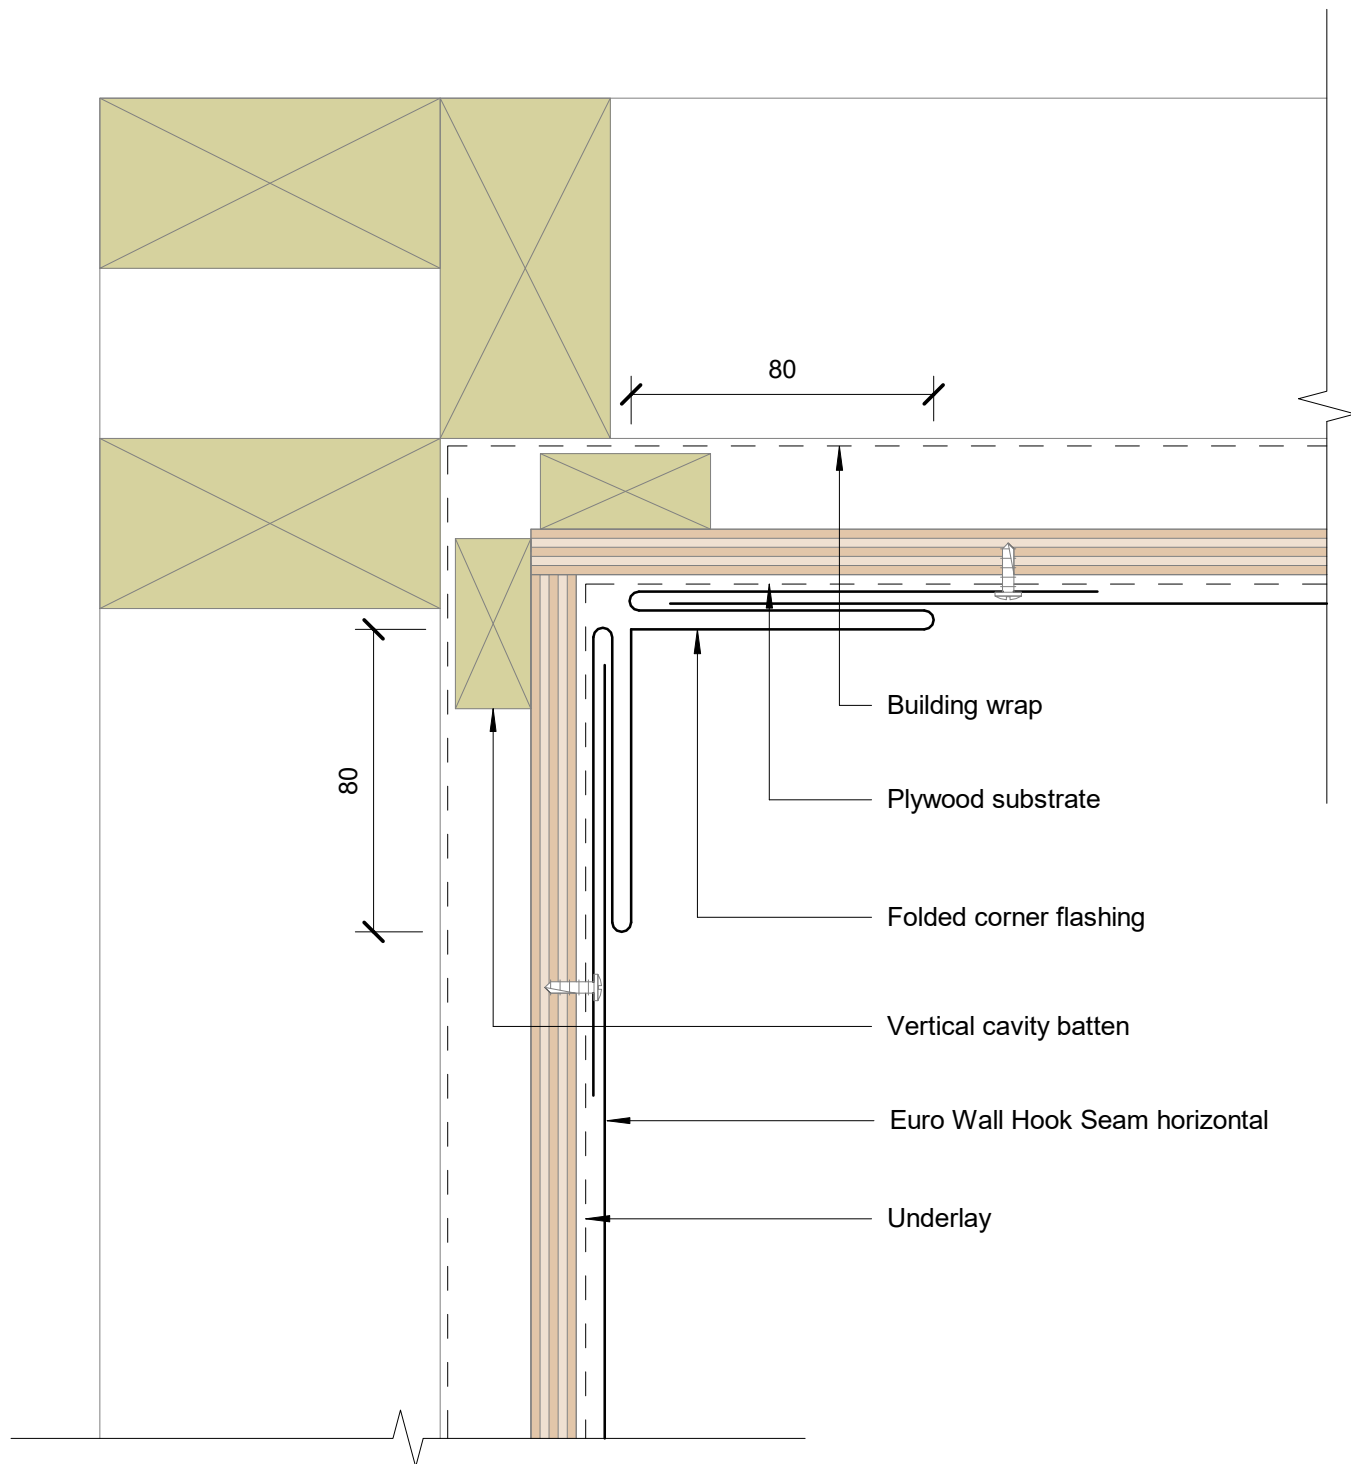 80
Building wrap
80
Plywood substrate
Folded corner flashing
Vertical cavity batten
Euro Wall Hook Seam horizontal
Underlay